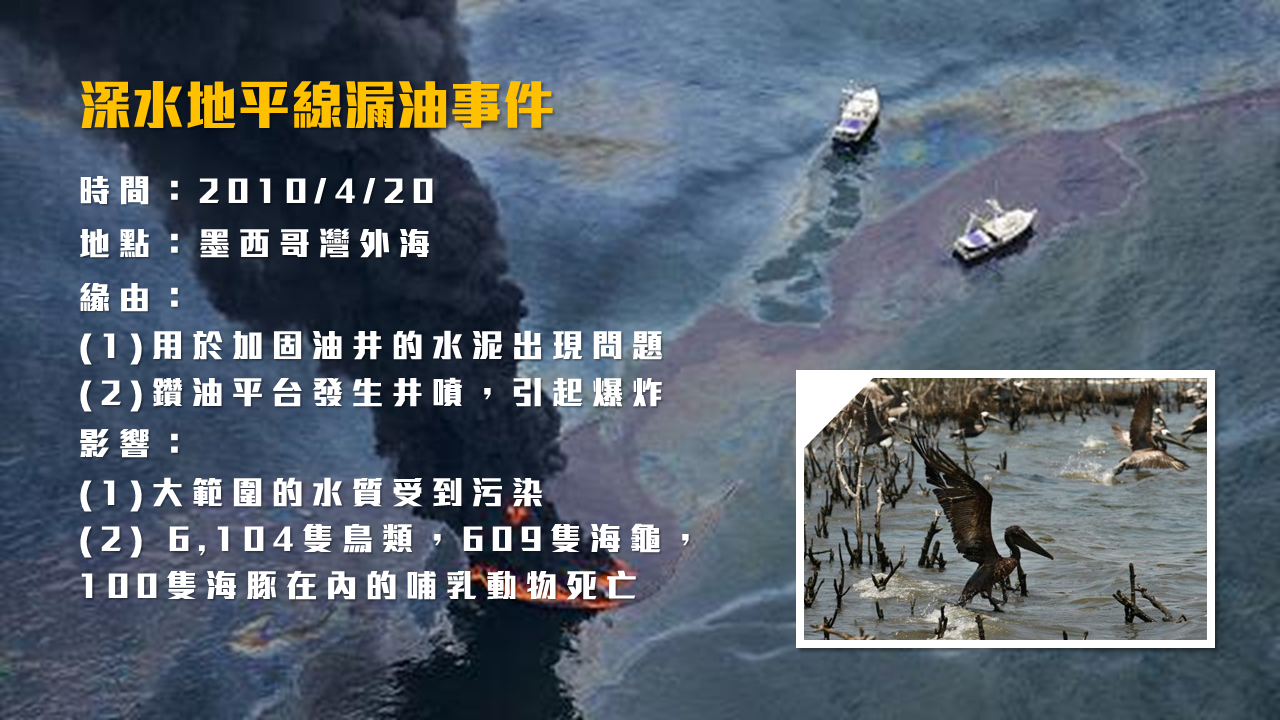 深水地平線漏油事件
時間：2010/4/20
地點：墨西哥灣外海
緣由：
(1)用於加固油井的水泥出現問題
(2)鑽油平台發生井噴，引起爆炸
影響：
(1)大範圍的水質受到污染
(2) 6,104隻鳥類，609隻海龜，
100隻海豚在內的哺乳動物死亡